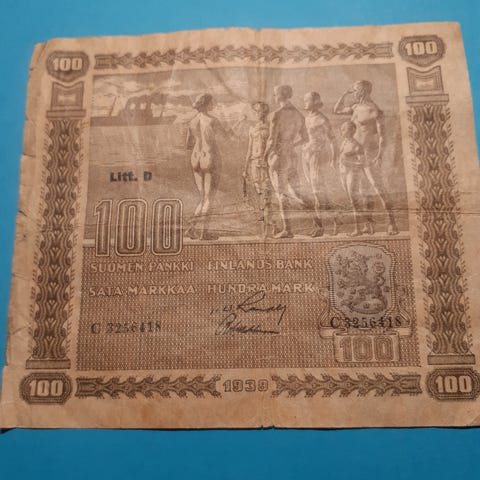 100 100
Litt. D
100
SUOMEN PANKKI FINLANDS BANK
SATA MARKKAA HUNDRA MARK
C 3256418 C 3256418
100
100 1939 100